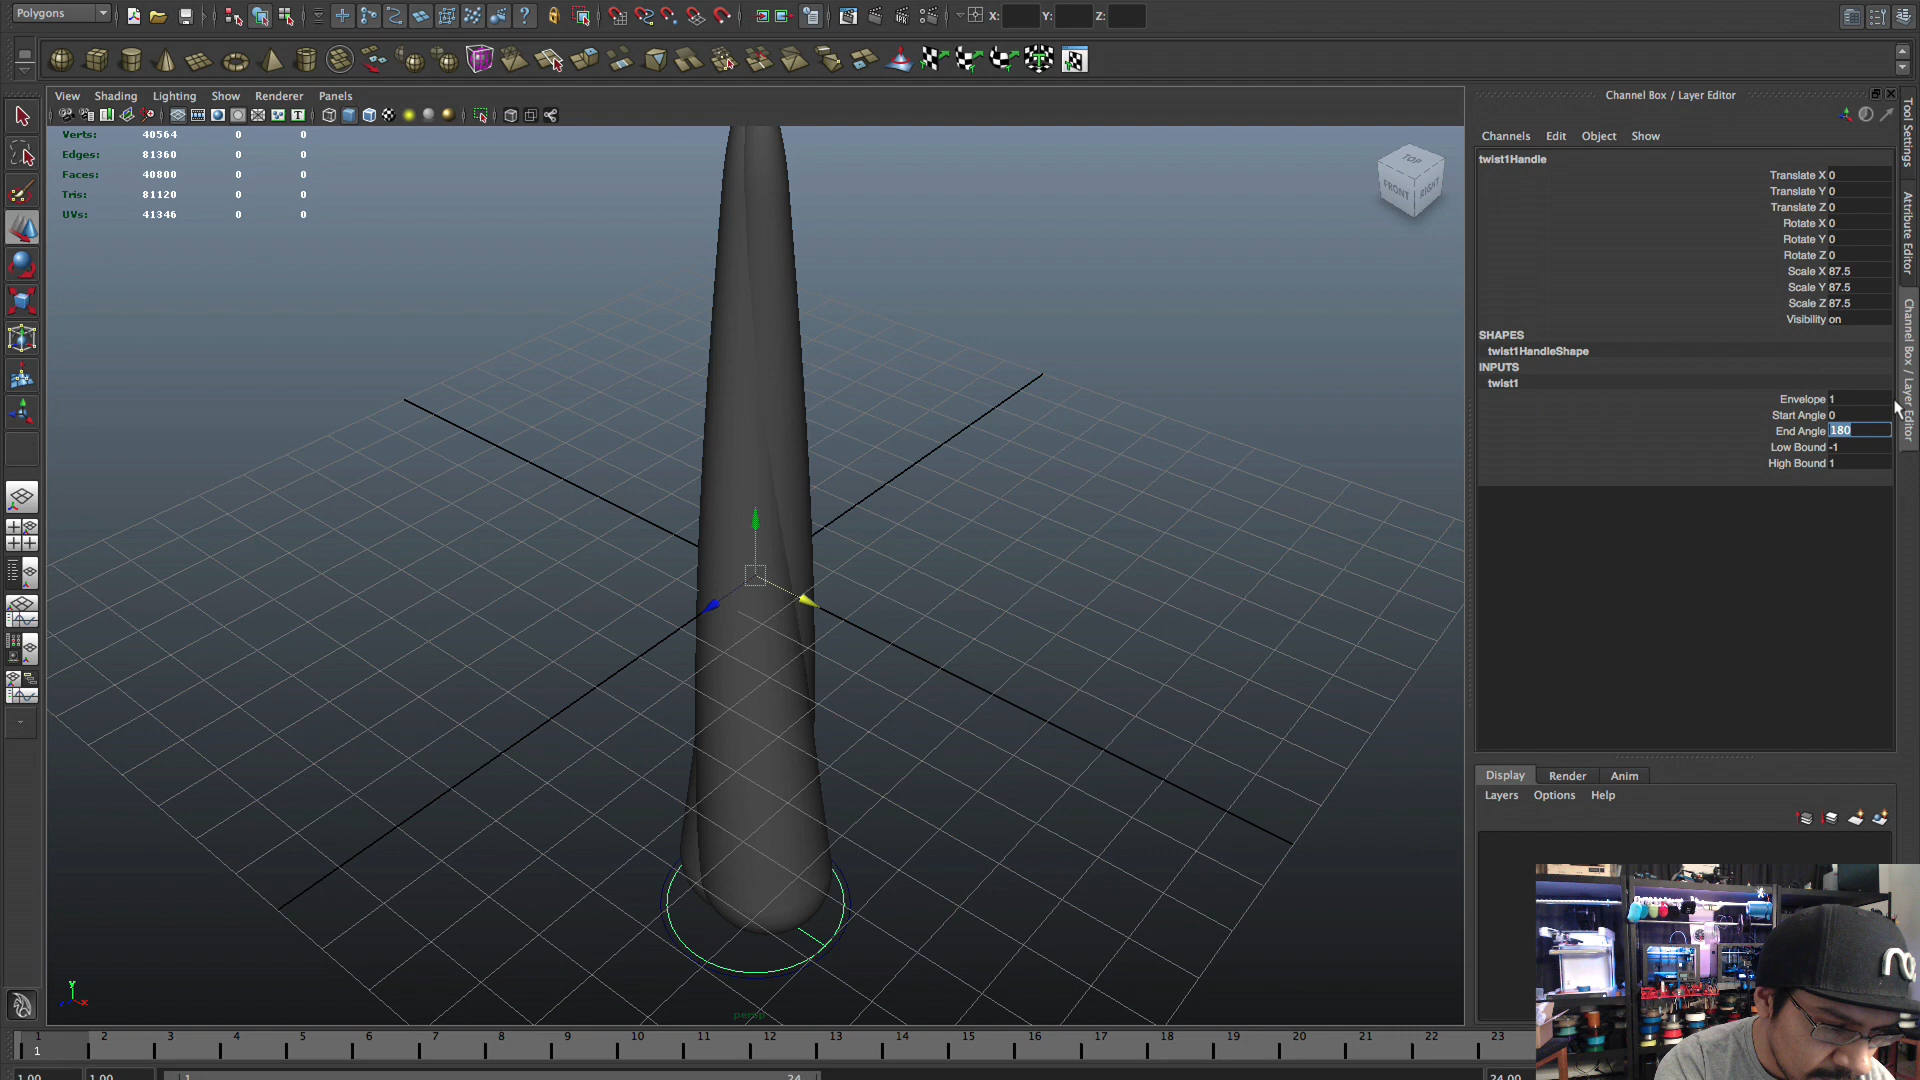 Polygons
X: Y: Z:
View Shading Lighting Show Renderer Panels
Verts: 40564 0 0
Edges: 81360 0 0
Faces: 40800 0 0
Tris: 81120 0 0
UVs: 41346 0 0
TOP
FRONT RIGHT
persp
y
x
Channel Box / Layer Editor
Channels Edit Object Show
twist1Handle
Translate X 0
Translate Y 0
Translate Z 0
Rotate X 0
Rotate Y 0
Rotate Z 0
Scale X 87.5
Scale Y 87.5
Scale Z 87.5
Visibility on
SHAPES
twist1HandleShape
INPUTS
twist1
Envelope 1
Start Angle 0
End Angle 180
Low Bound -1
High Bound 1
Tool Settings
Attribute Editor
Channel Box / Layer Editor
Display Render Anim
Layers Options Help
1 2 3 4 5 6 7 8 9 10 11 12 13 14 15 16 17 18 19 20 21 22 23
1
1.00 1.00 1 24 24.00